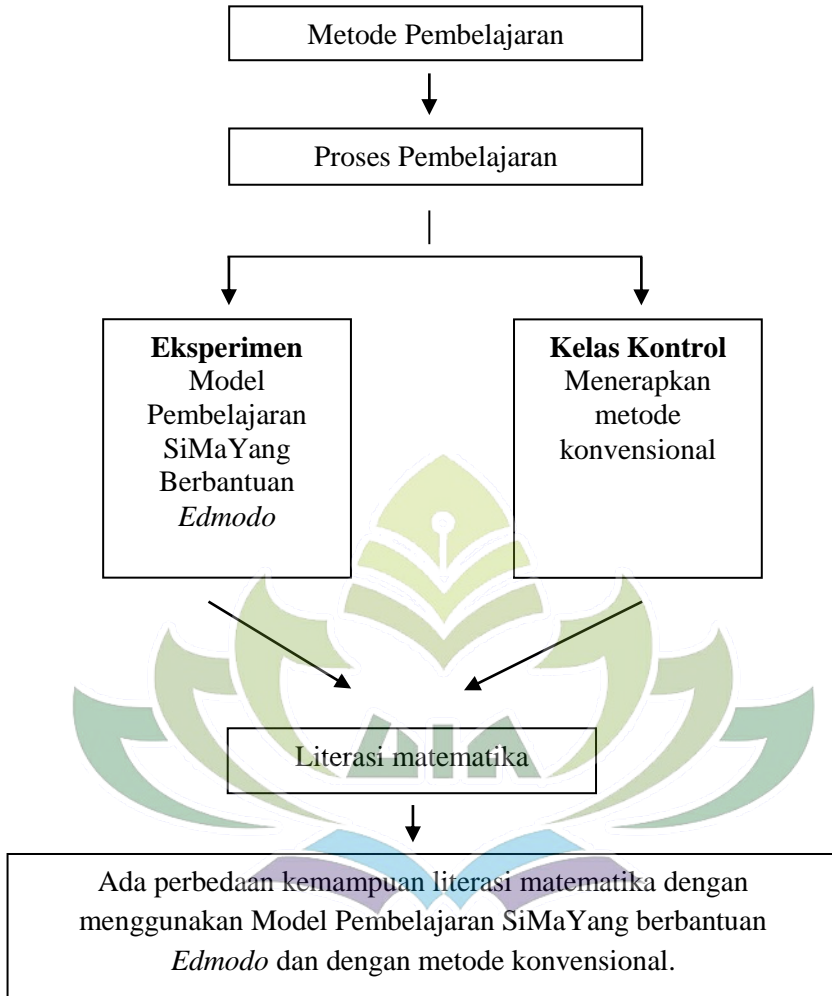 Metode Pembelajaran
Proses Pembelajaran
Eksperimen
Model
Pembelajaran
SiMaYang
Berbantuan
Edmodo
Kelas Kontrol
Menerapkan
metode
konvensional
Literasi matematika
Ada perbedaan kemampuan literasi matematika dengan
menggunakan Model Pembelajaran SiMaYang berbantuan
Edmodo dan dengan metode konvensional.